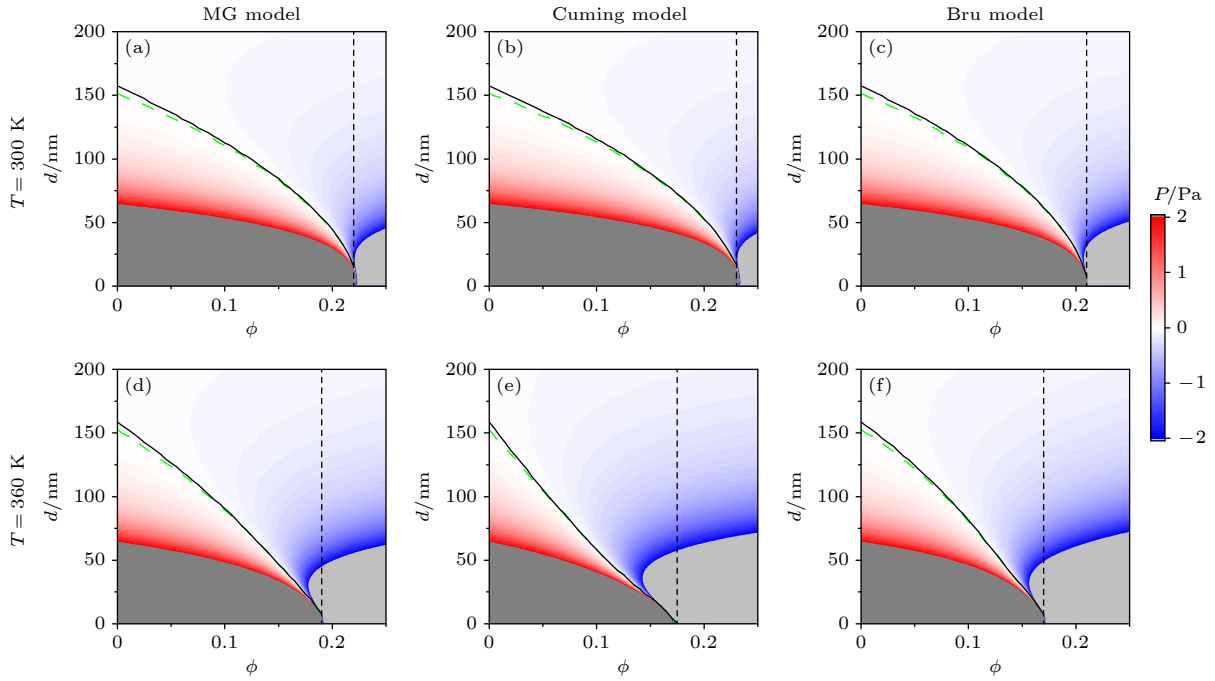 MG model
Cuming model
Bru model
T = 300 K
d/nm
200
150
100
50
0
(a)
0
0.1
0.2
ϕ
d/nm
200
150
100
50
0
(b)
0
0.1
0.2
ϕ
d/nm
200
150
100
50
0
(c)
0
0.1
0.2
ϕ
P/Pa
2
1
0
−1
−2
T = 360 K
d/nm
200
150
100
50
0
(d)
0
0.1
0.2
ϕ
d/nm
200
150
100
50
0
(e)
0
0.1
0.2
ϕ
d/nm
200
150
100
50
0
(f)
0
0.1
0.2
ϕ